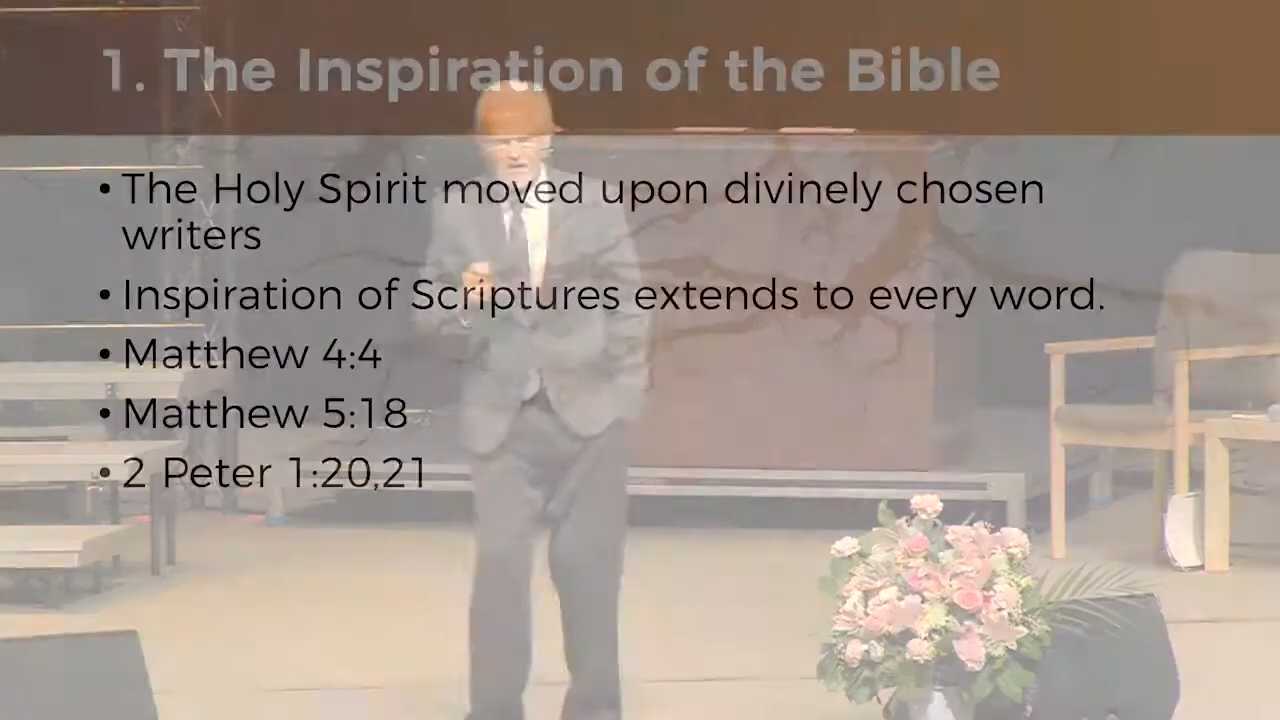 1. The Inspiration of the Bible
• The Holy Spirit moved upon divinely chosen
writers
• Inspiration of Scriptures extends to every word.
• Matthew 4:4
• Matthew 5:18
• 2 Peter 1:20,21